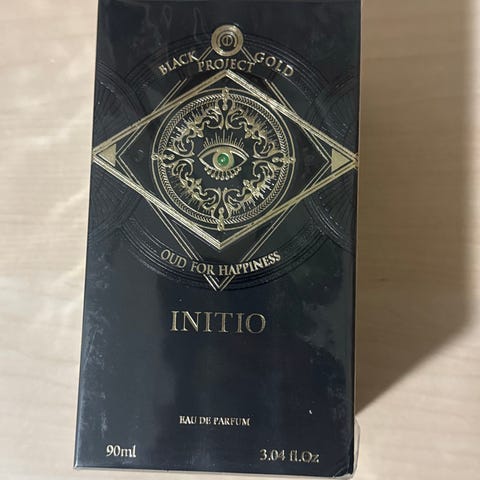 BLACK GOLD
PROJECT
OUD FOR HAPPINESS
INITIO
EAU DE PARFUM
90ml 3.04 fl.Oz